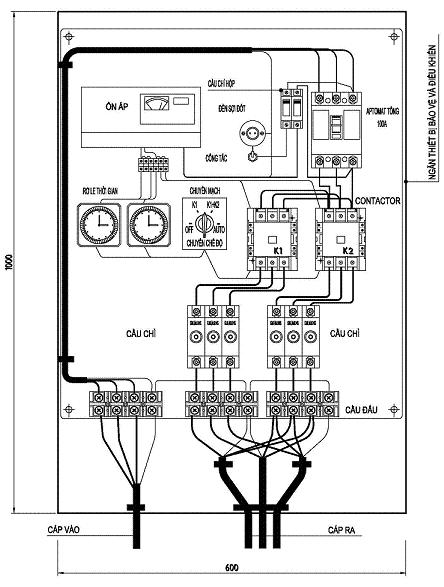 CẦU CHÌ HỘP
ỔN ÁP
ĐÈN SỢI ĐỐT
APTOMAT TỔNG
100A
CÔNG TẮC
NGĂN THIẾT BỊ BẢO VỆ VÀ ĐIỀU KHIỂN
RƠ LE THỜI GIAN
CHUYỂN MẠCH
K1
K1+K2
OFF
AUTO
CHUYỂN CHẾ ĐỘ
CONTACTOR
K1
K2
1000
CẦU CHÌ
CẦU CHÌ
CẦU ĐẤU
CÁP VÀO
CÁP RA
600